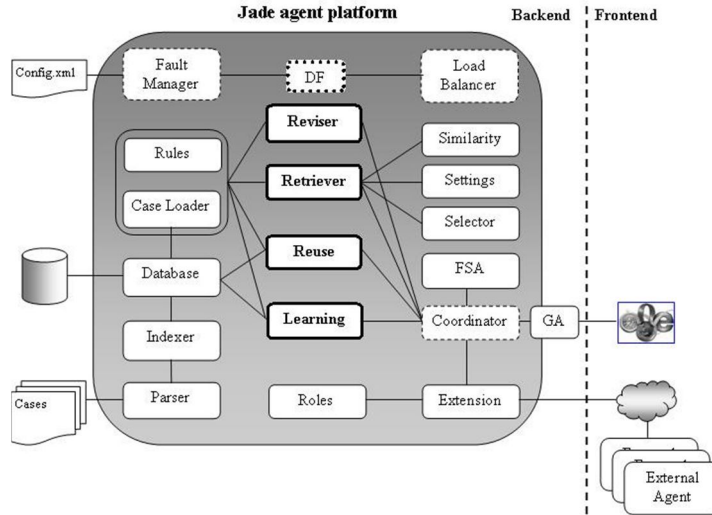 Jade agent platform
Backend
Frontend
Config.xml
Fault
Manager
DF
Load
Balancer
Reviser
Rules
Similarity
Retriever
Settings
Case Loader
Selector
Reuse
Database
FSA
Learning
Coordinator
GA
Indexer
Cases
Parser
Roles
Extension
External
Agent